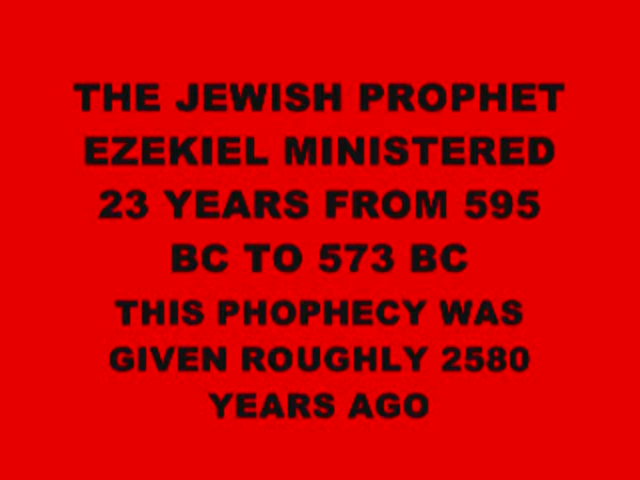 THE JEWISH PROPHET
EZEKIEL MINISTERED
23 YEARS FROM 595
BC TO 573 BC
THIS PHOPHECY WAS
GIVEN ROUGHLY 2580
YEARS AGO